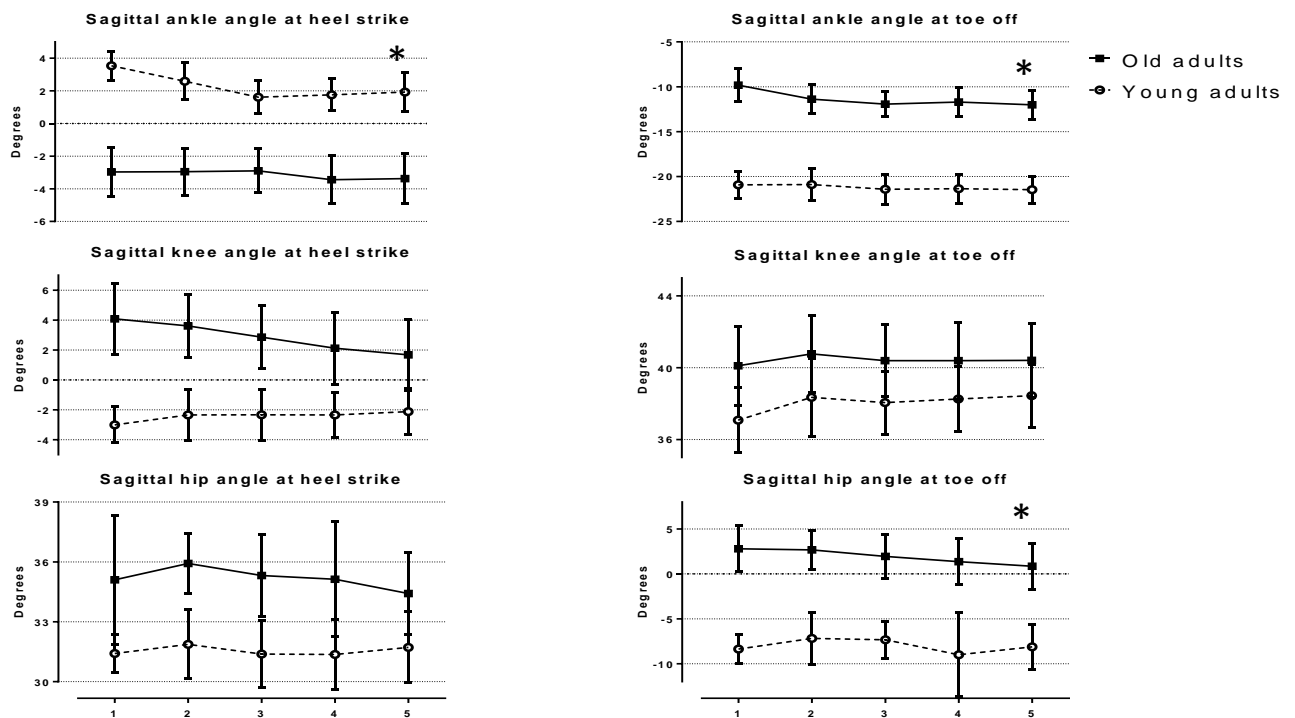 Sagittal ankle angle at heel strike
4
2
0
-2
-4
-6
Degrees
*
Sagittal ankle angle at toe off
-5
-10
-15
-20
-25
Degrees
*
Old adults
Young adults
Sagittal knee angle at heel strike
6
4
2
0
-2
-4
Degrees
Sagittal knee angle at toe off
44
40
36
Degrees
Sagittal hip angle at heel strike
39
36
33
30
Degrees
1 2 3 4 5
Sagittal hip angle at toe off
5
0
-5
-10
Degrees
*
1 2 3 4 5